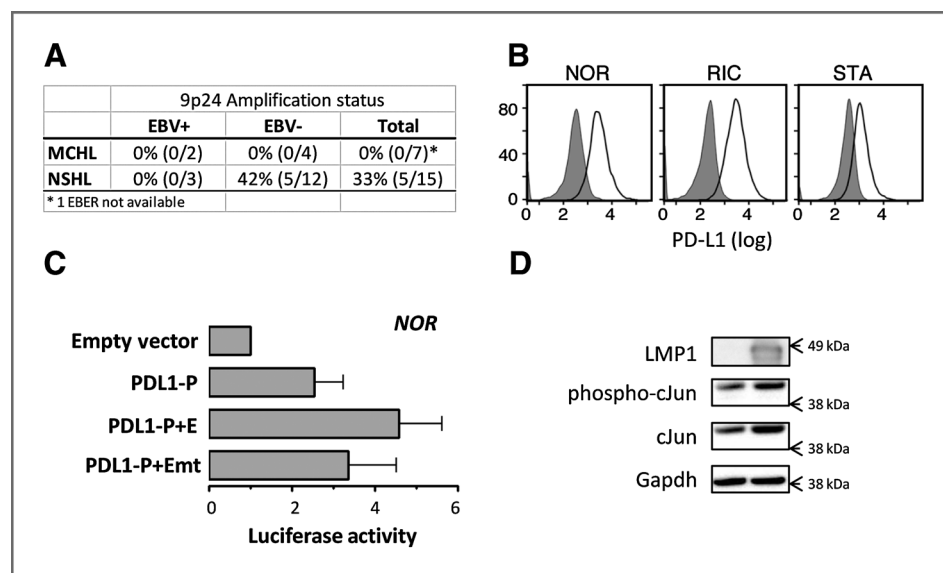 A
9p24 Amplification status
EBV+ EBV- Total
MCHL 0% (0/2) 0% (0/4) 0% (0/7)*
NSHL 0% (0/3) 42% (5/12) 33% (5/15)
* 1 EBER not available
B
NOR RIC STA
80
40
0
0 2 4 0 2 4 0 2 4
PD-L1 (log)
C
NOR
Empty vector
PDL1-P
PDL1-P+E
PDL1-P+Emt
0 2 4 6
Luciferase activity
D
LMP1 49 kDa
phospho-cJun 38 kDa
cJun 38 kDa
Gapdh 38 kDa